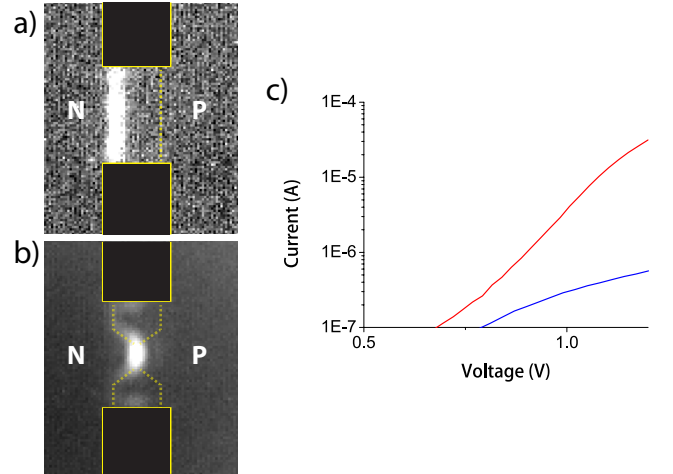 a)
N P
b)
N P
c)
1E-4
1E-5
1E-6
1E-7
Current (A)
0.5 1.0
Voltage (V)